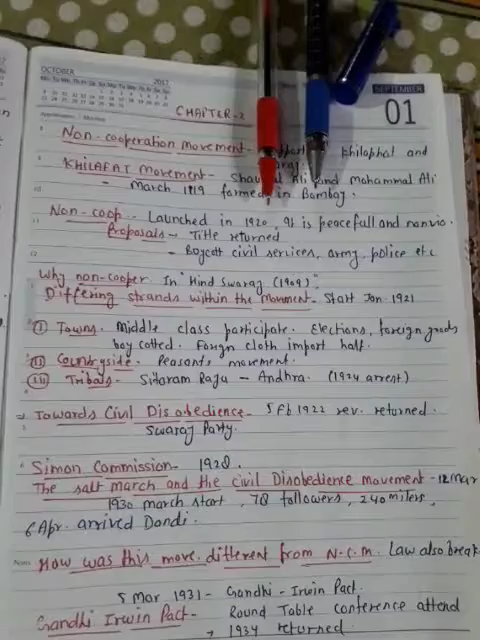 OCTOBER 2017
SEPTEMBER
01
CHAPTER-2
Non-cooperation movement- khilaphat and
Swaraj.
KHILAFAT Movement- Ali and Mohammal Ali
- March 1919 formed in Bombay.
Non-coop- Launched in 1920, It is peacefull and nonvio.
Proposals- Title returned
- Boycott civil services, army, police etc
Why non-cooper. In "Hind Swaraj (1909)".
Differing strands within the Movment- Start Jan. 1921
(i) Towns- Middle class participate. Elections, foreign goods
boycotted. Foreign cloth import half.
(ii) Countryside. Peasants movement.
(iii) Tribals- Sitaram Raju - Andhra. (1924 arrest)
Towards Civil Disobedience- 5 Fb 1922 rev. returned.
Swaraj Party.
Simon Commission- 1928.
The salt march and the civil Disobedience movement-12 Mar
1930 march start, 78 followers, 240 milers,
6 Apr. arrived Dandi.
Notes How was this move. different from N.C.M. Law also break
5 Mar 1931- Gandhi-Irwin Pact.
Gandhi Irwin Pact- Round Table conference attend
1934 returned.